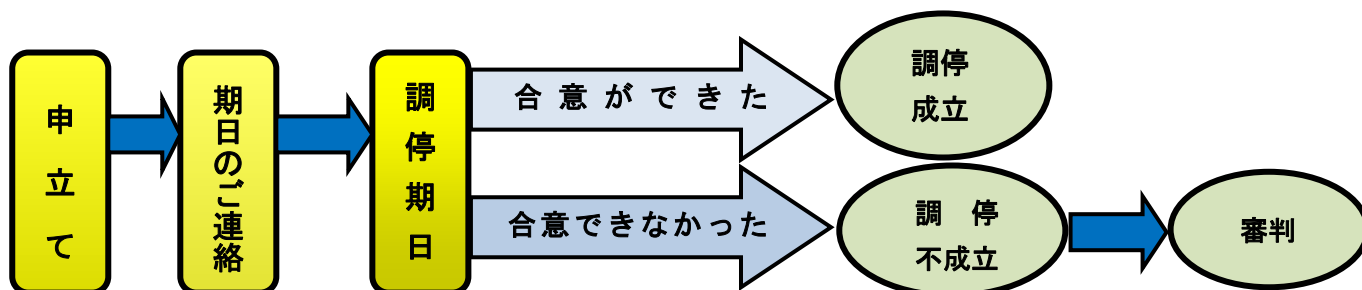 申立て
期日のご連絡
調停期日
合意ができた
調停
成立
合意できなかった
調　停
不成立
審判